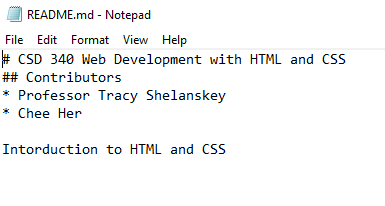 README.md - Notepad
File Edit Format View Help
# CSD 340 Web Development with HTML and CSS
## Contributors
* Professor Tracy Shelanskey
* Chee Her
Intorduction to HTML and CSS